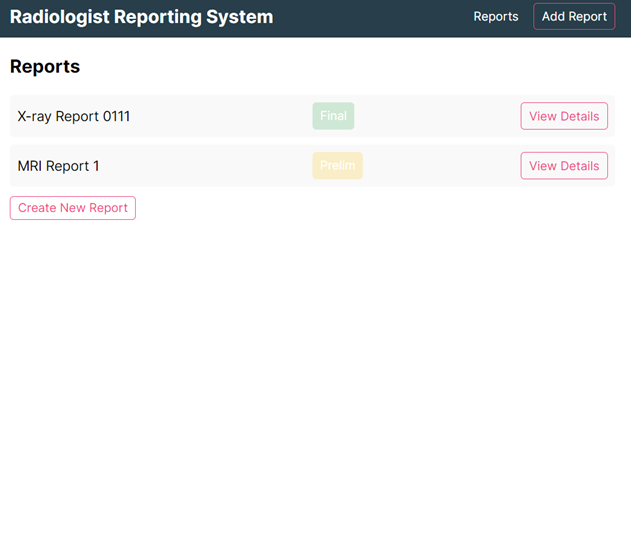 Radiologist Reporting System Reports Add Report
Reports
X-ray Report 0111 Final View Details
MRI Report 1 Prelim View Details
Create New Report